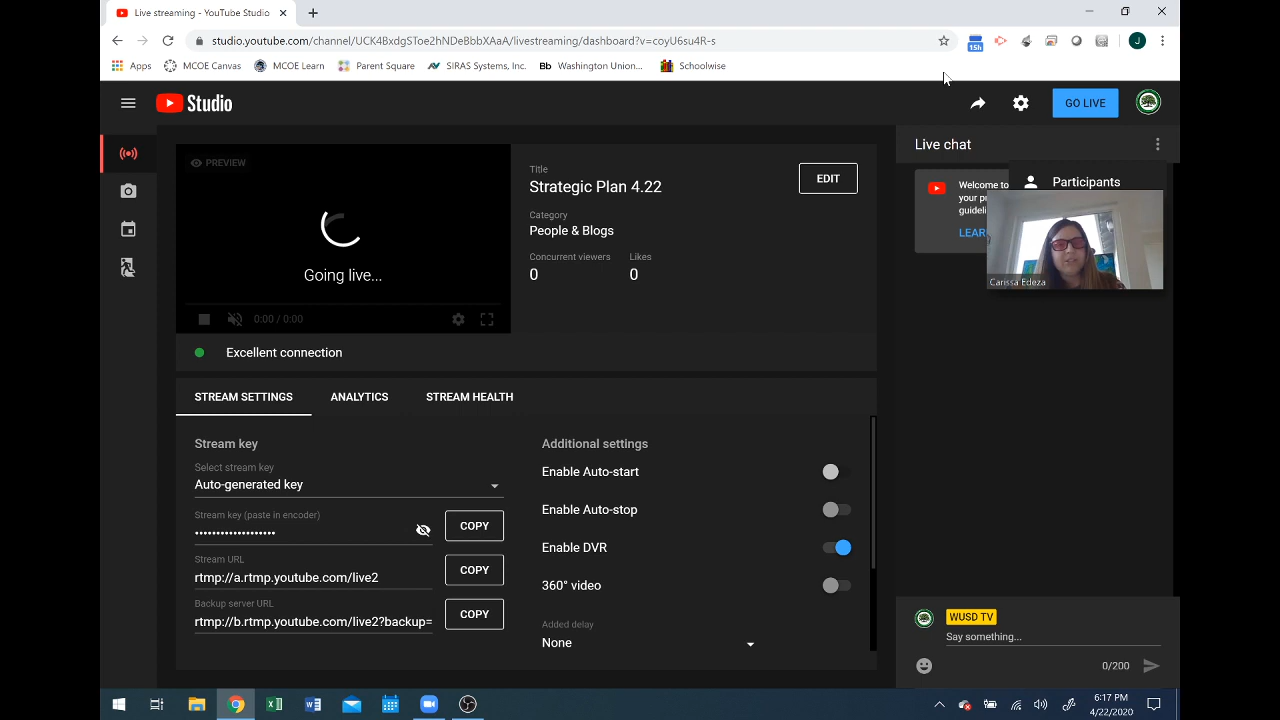 Live streaming - YouTube Studio
studio.youtube.com/channel/UCK4BxdgSToe2hNDeBbbXAaA/livestreaming/dashboard?v=coyU6su4R-s
15h
J
Apps
MCOE Canvas
MCOE Learn
Parent Square
SIRAS Systems, Inc.
Bb Washington Union...
Schoolwise
Studio
GO LIVE
PREVIEW
Going live...
0:00 / 0:00
Title
Strategic Plan 4.22
EDIT
Category
People & Blogs
Concurrent viewers
Likes
0
0
Excellent connection
Live chat
Welcome to
your pr
guideli
LEAR
Participants
Carissa Edeza
STREAM SETTINGS
ANALYTICS
STREAM HEALTH
Stream key
Select stream key
Auto-generated key
Stream key (paste in encoder)
•••••••••••••••••••
COPY
Stream URL
rtmp://a.rtmp.youtube.com/live2
COPY
Backup server URL
rtmp://b.rtmp.youtube.com/live2?backup=
COPY
Additional settings
Enable Auto-start
Enable Auto-stop
Enable DVR
360° video
Added delay
None
WUSD TV
Say something...
0/200
6:17 PM
4/22/2020